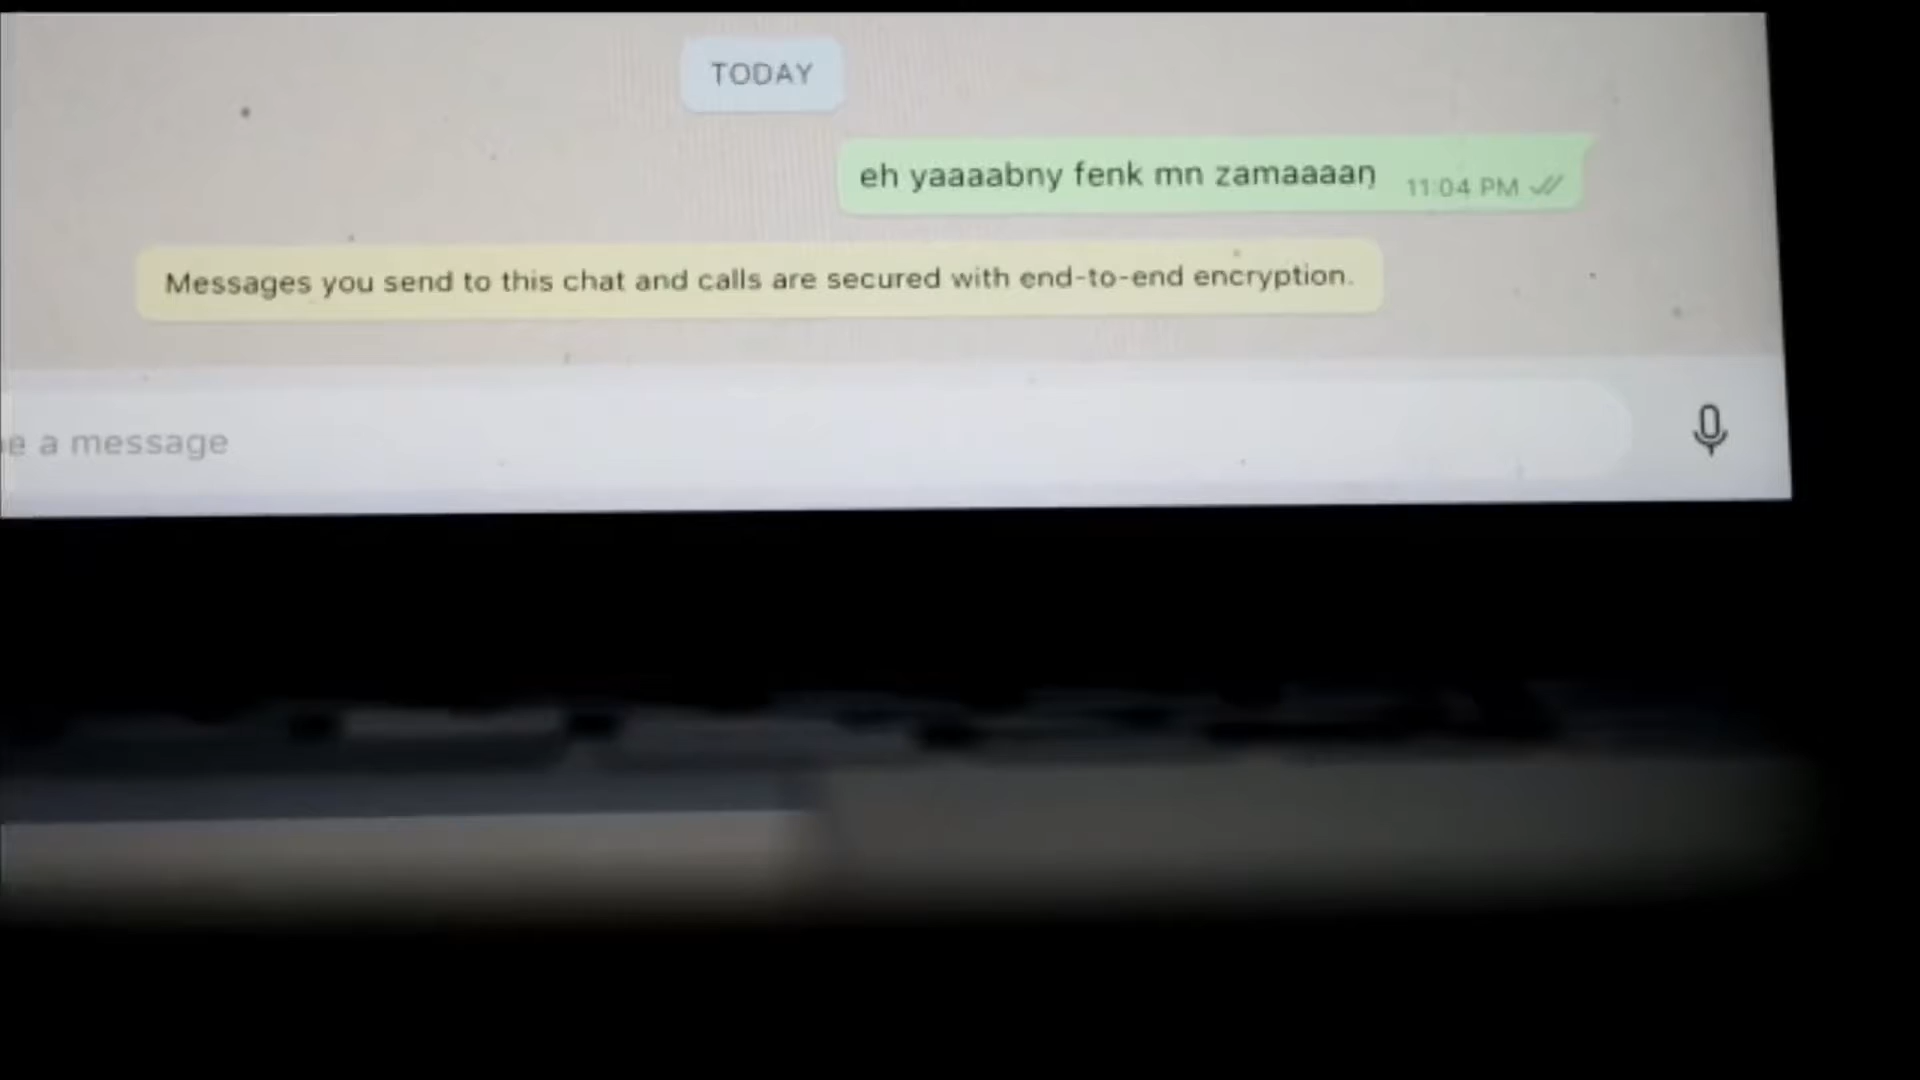 TODAY
eh yaaaabny fenk mn zamaaaan
11:04 PM
Messages you send to this chat and calls are secured with end-to-end encryption.
e a message